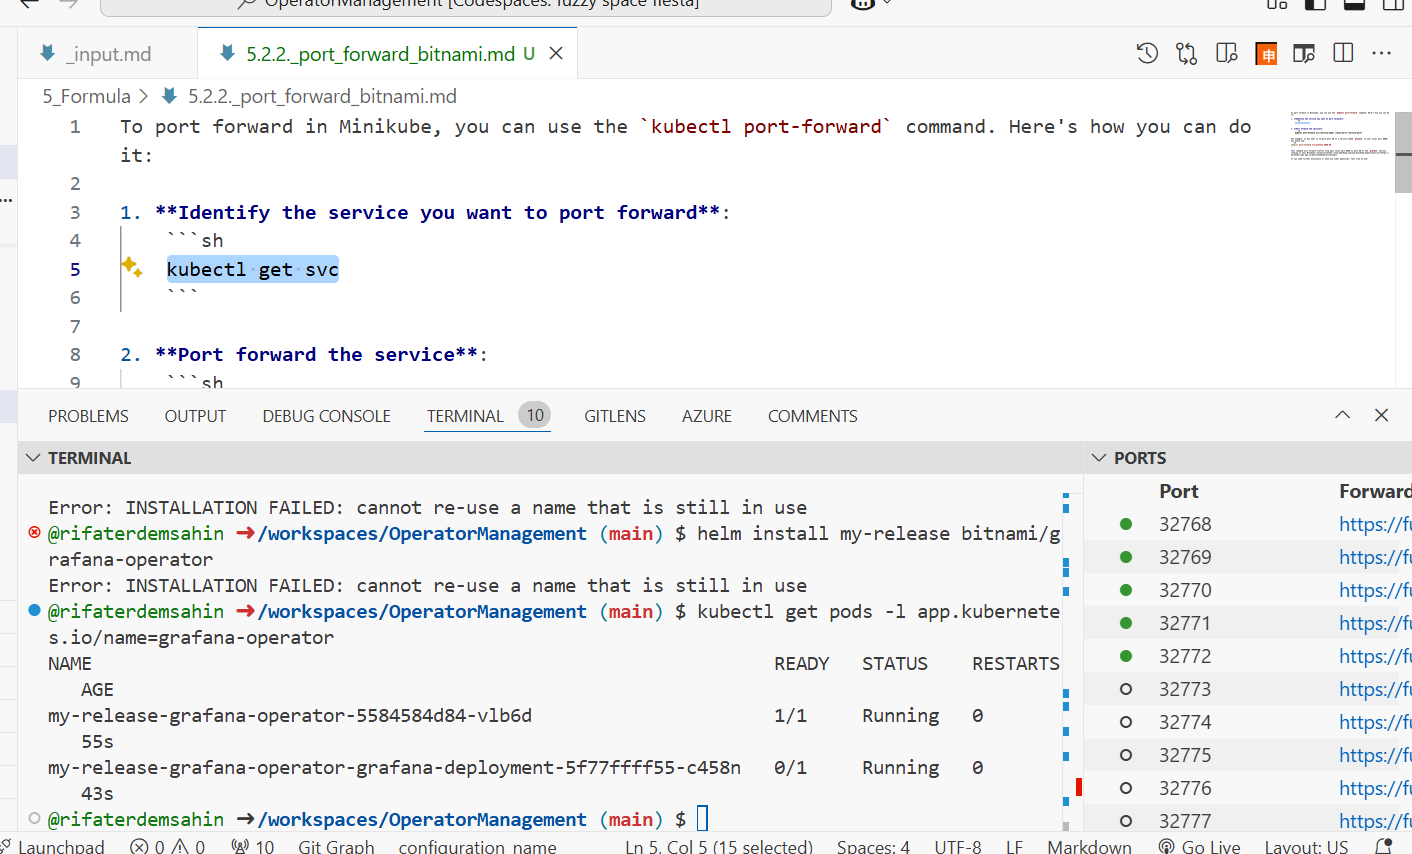 OperatorManagement [Codespaces: fuzzy space fiesta]
_input.md
5.2.2._port_forward_bitnami.md U
5_Formula > 5.2.2._port_forward_bitnami.md
1 To port forward in Minikube, you can use the `kubectl port-forward` command. Here's how you can do
it:
2
3 1. **Identify the service you want to port forward**:
4 ```sh
5 kubectl get svc
6 ```
7
8 2. **Port forward the service**:
9 ```sh
PROBLEMS OUTPUT DEBUG CONSOLE TERMINAL 10 GITLENS AZURE COMMENTS
TERMINAL
Error: INSTALLATION FAILED: cannot re-use a name that is still in use
@rifaterdemsahin ➜/workspaces/OperatorManagement (main) $ helm install my-release bitnami/g
rafana-operator
Error: INSTALLATION FAILED: cannot re-use a name that is still in use
@rifaterdemsahin ➜/workspaces/OperatorManagement (main) $ kubectl get pods -l app.kubernete
s.io/name=grafana-operator
NAME READY STATUS RESTARTS
AGE
my-release-grafana-operator-5584584d84-vlb6d 1/1 Running 0
55s
my-release-grafana-operator-grafana-deployment-5f77ffff55-c458n 0/1 Running 0
43s
@rifaterdemsahin ➜/workspaces/OperatorManagement (main) $
PORTS
Port Forward
32768 https://fu
32769 https://fu
32770 https://fu
32771 https://fu
32772 https://fu
32773 https://fu
32774 https://fu
32775 https://fu
32776 https://fu
32777 https://fu
Launchpad 0 0 10 Git Graph configuration_name Ln 5, Col 5 (15 selected) Spaces: 4 UTF-8 LF Markdown Go Live Layout: US